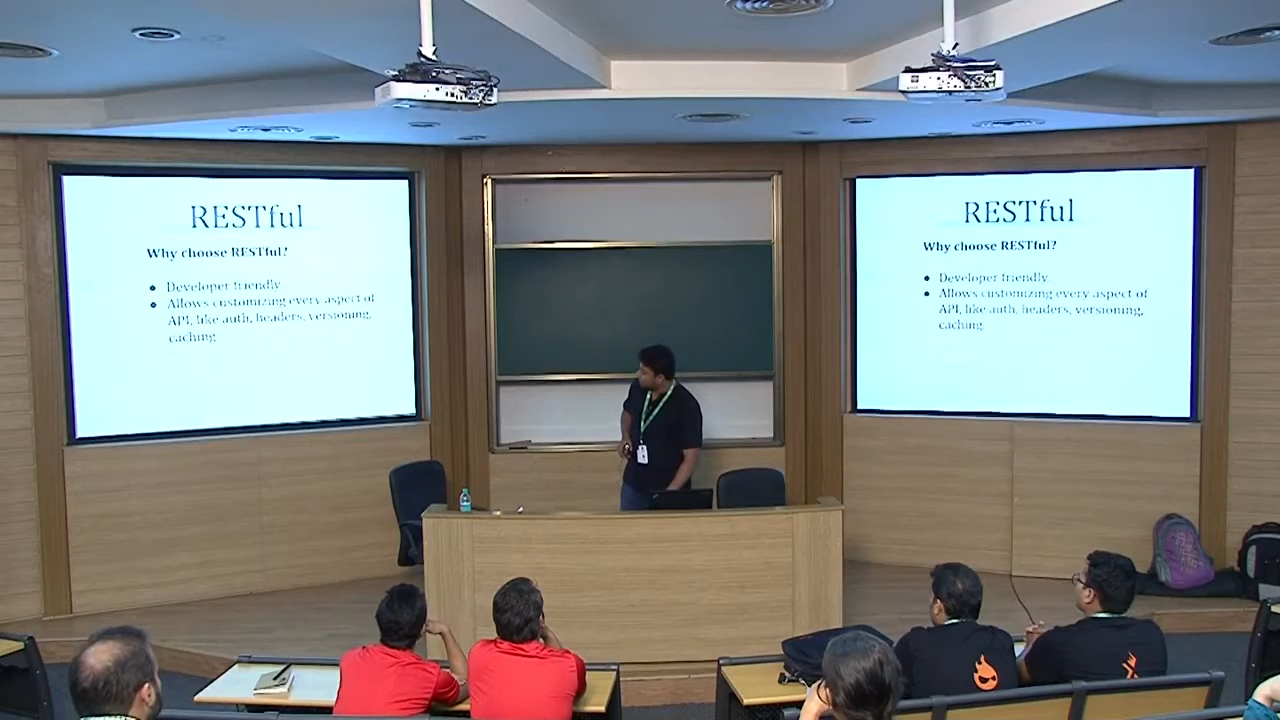 RESTful
Why choose RESTful?
● Developer friendly
● Allows customizing every aspect of
API, like auth, headers, versioning,
caching.
RESTful
Why choose RESTful?
● Developer friendly
● Allows customizing every aspect of
API, like auth, headers, versioning,
caching.